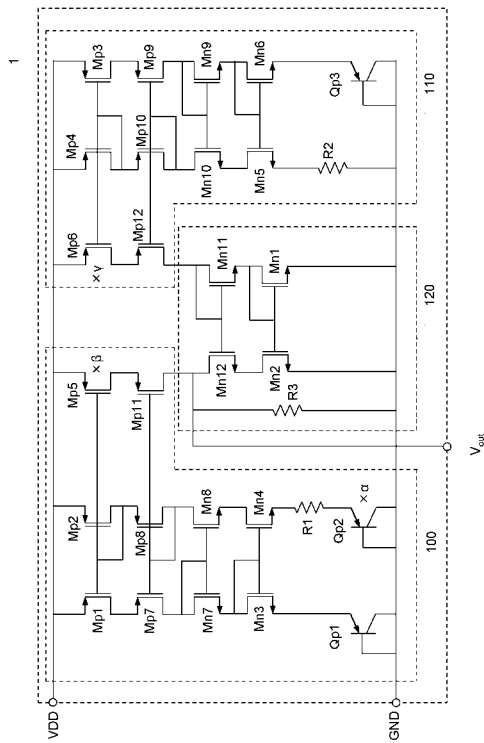 1
Mp4
Mp3
Mp6
× γ
Mp10
Mp9
Mp12
Mn10
Mn9
Mn5
Mn6
R2
Qp3
110
Mn11
Mn1
Mn12
Mn2
R3
120
Mp5
× β
Mp11
Mp1
Mp2
Mp7
Mp8
Mn7
Mn8
Mn3
Mn4
R1
Qp1
Qp2
× α
100
VDD
GND
Vout